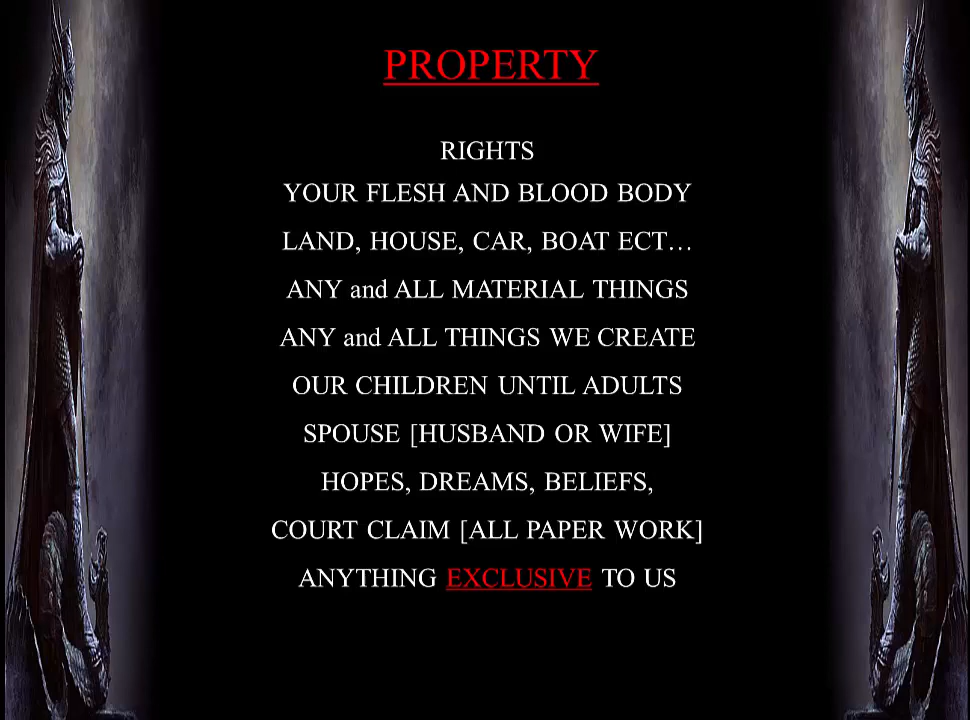 PROPERTY
RIGHTS
YOUR FLESH AND BLOOD BODY
LAND, HOUSE, CAR, BOAT ECT…
ANY and ALL MATERIAL THINGS
ANY and ALL THINGS WE CREATE
OUR CHILDREN UNTIL ADULTS
SPOUSE [HUSBAND OR WIFE]
HOPES, DREAMS, BELIEFS,
COURT CLAIM [ALL PAPER WORK]
ANYTHING EXCLUSIVE TO US